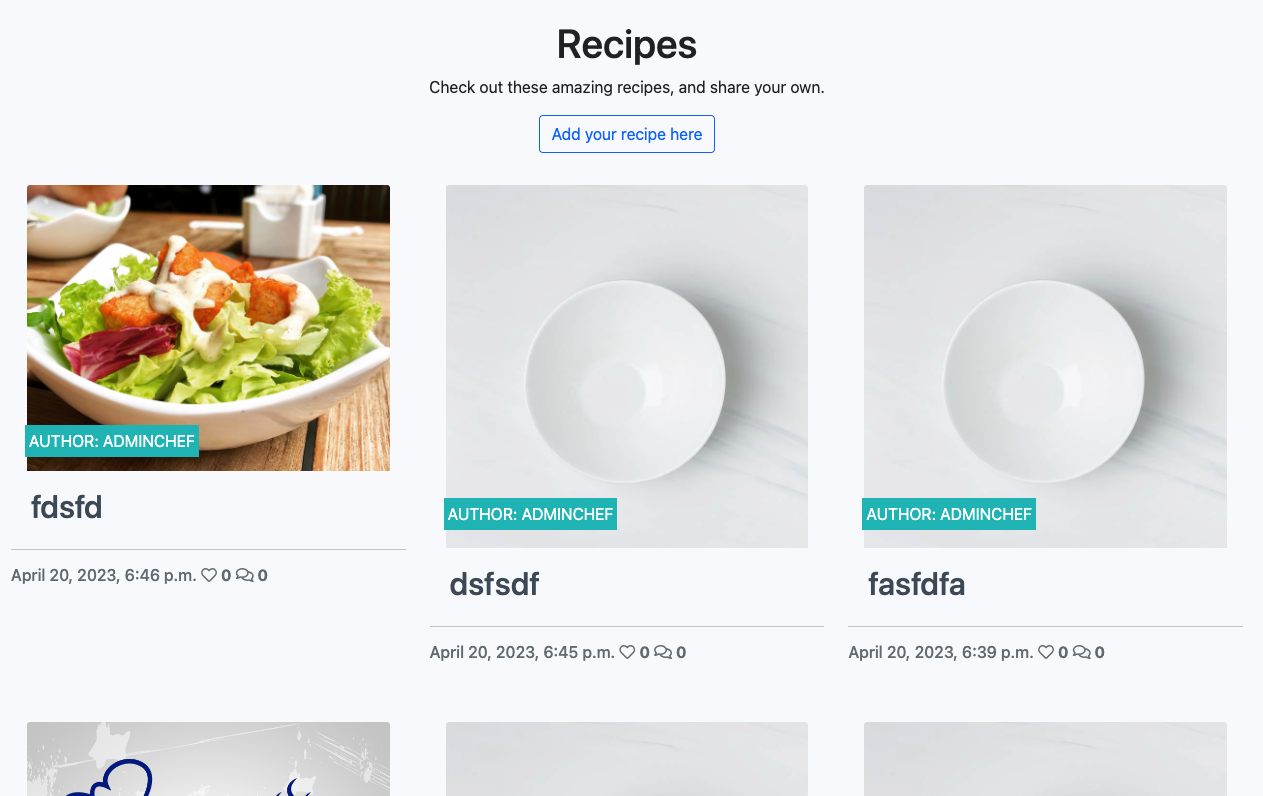 Recipes
Check out these amazing recipes, and share your own.
Add your recipe here
AUTHOR: ADMINCHEF
fdsfd
April 20, 2023, 6:46 p.m. 0 0
AUTHOR: ADMINCHEF
dsfsdf
April 20, 2023, 6:45 p.m. 0 0
AUTHOR: ADMINCHEF
fasfdfa
April 20, 2023, 6:39 p.m. 0 0